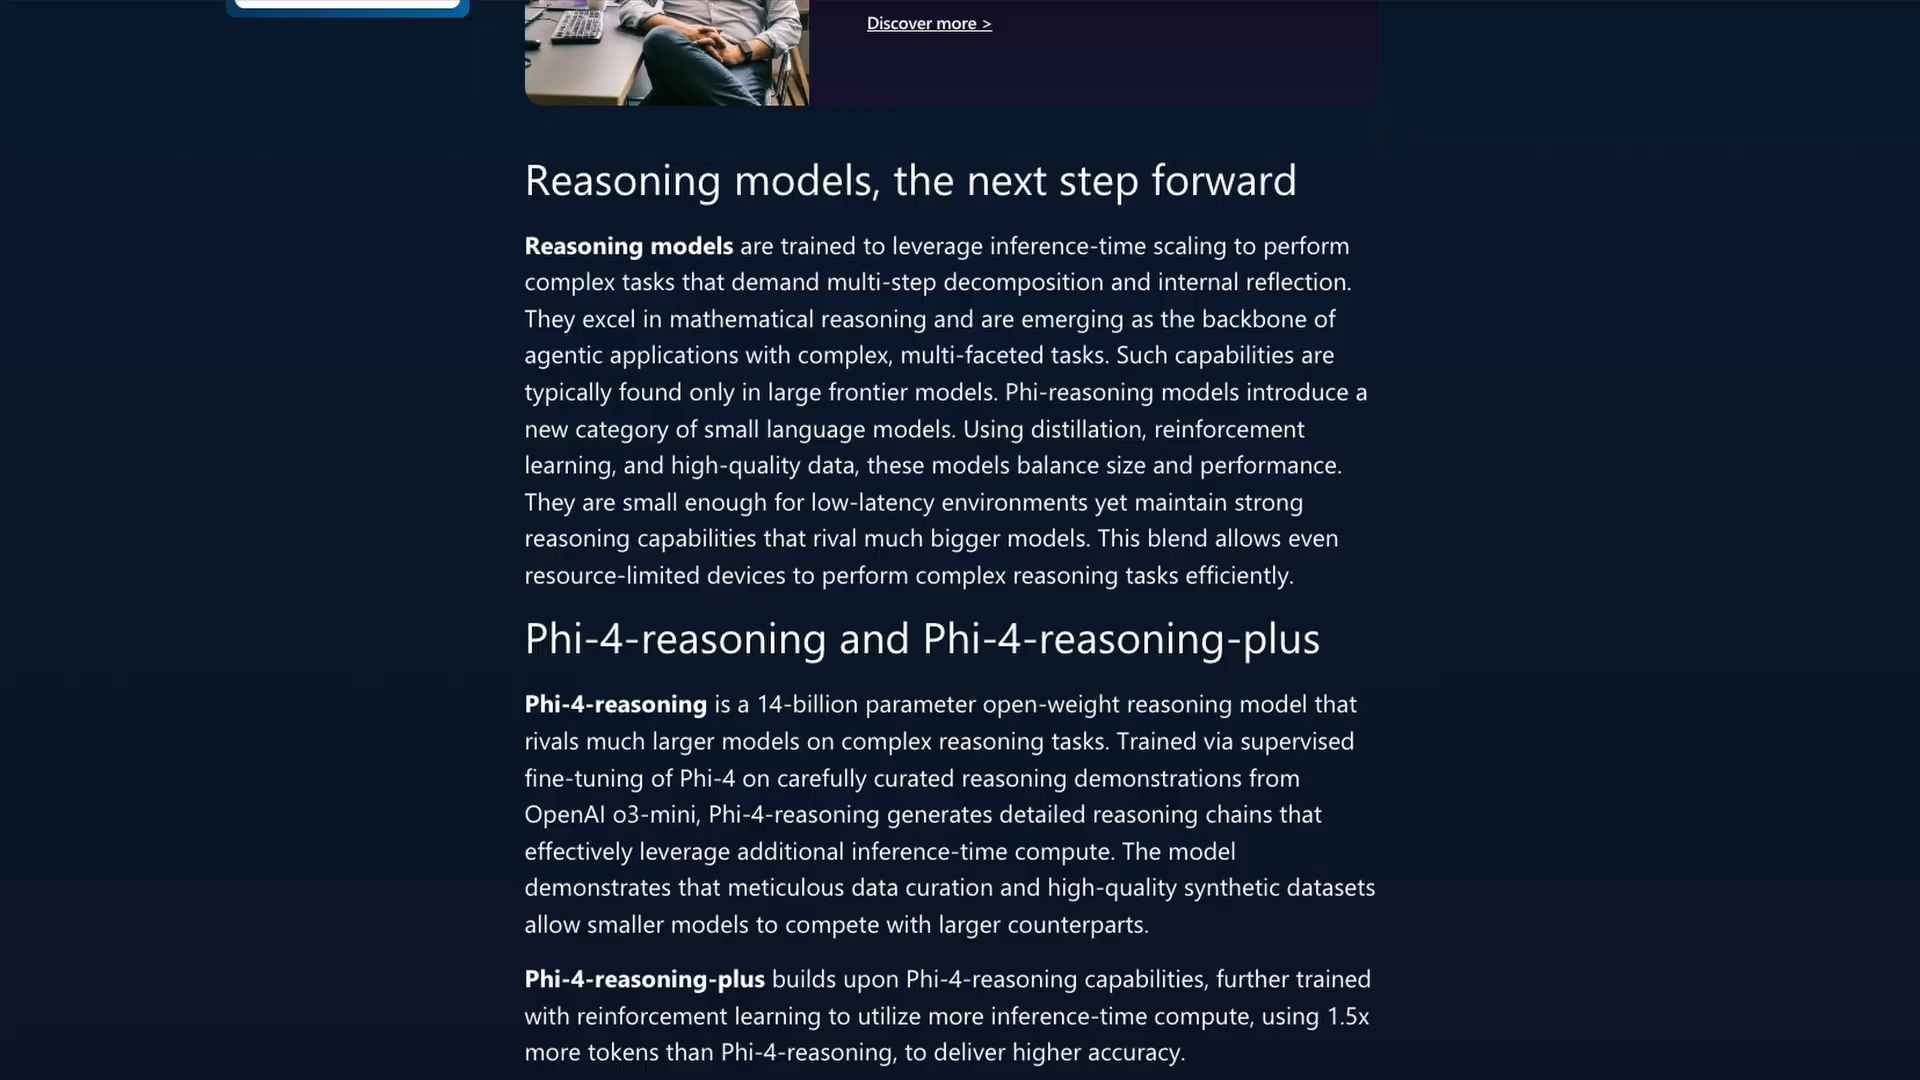 Discover more >
Reasoning models, the next step forward
Reasoning models are trained to leverage inference-time scaling to perform
complex tasks that demand multi-step decomposition and internal reflection.
They excel in mathematical reasoning and are emerging as the backbone of
agentic applications with complex, multi-faceted tasks. Such capabilities are
typically found only in large frontier models. Phi-reasoning models introduce a
new category of small language models. Using distillation, reinforcement
learning, and high-quality data, these models balance size and performance.
They are small enough for low-latency environments yet maintain strong
reasoning capabilities that rival much bigger models. This blend allows even
resource-limited devices to perform complex reasoning tasks efficiently.
Phi-4-reasoning and Phi-4-reasoning-plus
Phi-4-reasoning is a 14-billion parameter open-weight reasoning model that
rivals much larger models on complex reasoning tasks. Trained via supervised
fine-tuning of Phi-4 on carefully curated reasoning demonstrations from
OpenAI o3-mini, Phi-4-reasoning generates detailed reasoning chains that
effectively leverage additional inference-time compute. The model
demonstrates that meticulous data curation and high-quality synthetic datasets
allow smaller models to compete with larger counterparts.
Phi-4-reasoning-plus builds upon Phi-4-reasoning capabilities, further trained
with reinforcement learning to utilize more inference-time compute, using 1.5x
more tokens than Phi-4-reasoning, to deliver higher accuracy.